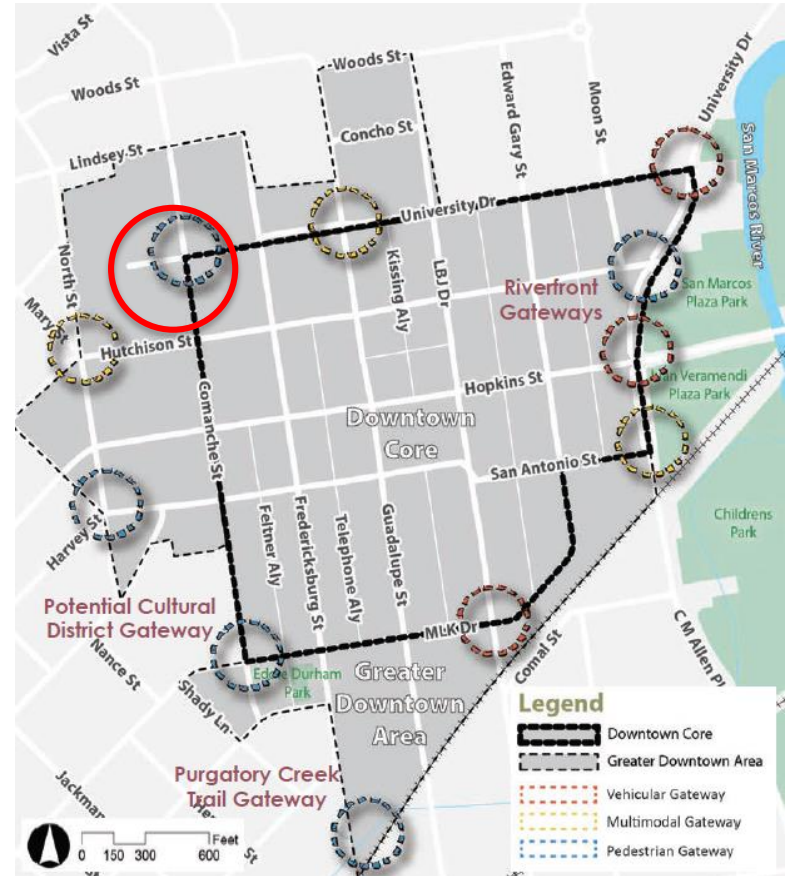 Vista St
Woods St
Woods St
Lindsey St
Concho St
Edward Gary St
Moon St
University Dr
San Marcos River
University Dr
North St
Mary St
Kissing Aly
LBJ Dr
Riverfront
Gateways
San Marcos
Plaza Park
Hutchison St
Hopkins St
Veramendi
Plaza Park
Comanche St
Downtown
Core
San Antonio St
Harvey St
Feltner Aly
Fredericksburg St
Telephone Aly
Guadalupe St
Childrens
Park
Potential Cultural
District Gateway
Nance St
MLK Dr
Comal St
C M Allen
Shady Ln
Durham
Park
Greater
Downtown
Area
Purgatory Creek
Trail Gateway
St
Legend
Downtown Core
Greater Downtown Area
Vehicular Gateway
Multimodal Gateway
Pedestrian Gateway
Feet
0 150 300 600